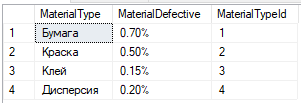 MaterialType MaterialDefective MaterialTypeId
1 Бумага 0.70% 1
2 Краска 0.50% 2
3 Клей 0.15% 3
4 Дисперсия 0.20% 4